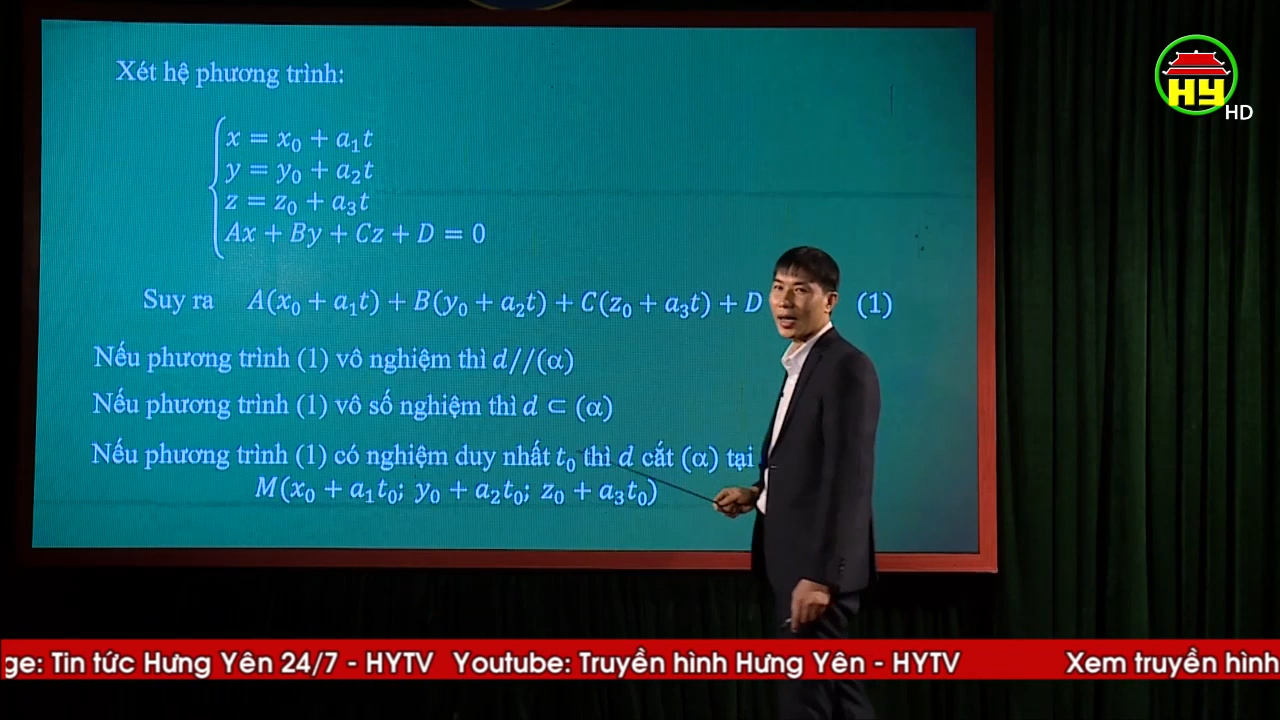 Xét hệ phương trình:
x = x₀ + a₁t
y = y₀ + a₂t
z = z₀ + a₃t
Ax + By + Cz + D = 0
Suy ra A(x₀ + a₁t) + B(y₀ + a₂t) + C(z₀ + a₃t) + D (1)
Nếu phương trình (1) vô nghiệm thì d//(α)
Nếu phương trình (1) vô số nghiệm thì d ⊂ (α)
Nếu phương trình (1) có nghiệm duy nhất t₀ thì d cắt (α) tại
M(x₀ + a₁t₀; y₀ + a₂t₀; z₀ + a₃t₀)
HY
HD
ge: Tin tức Hưng Yên 24/7 - HYTV Youtube: Truyền hình Hưng Yên - HYTV Xem truyền hình